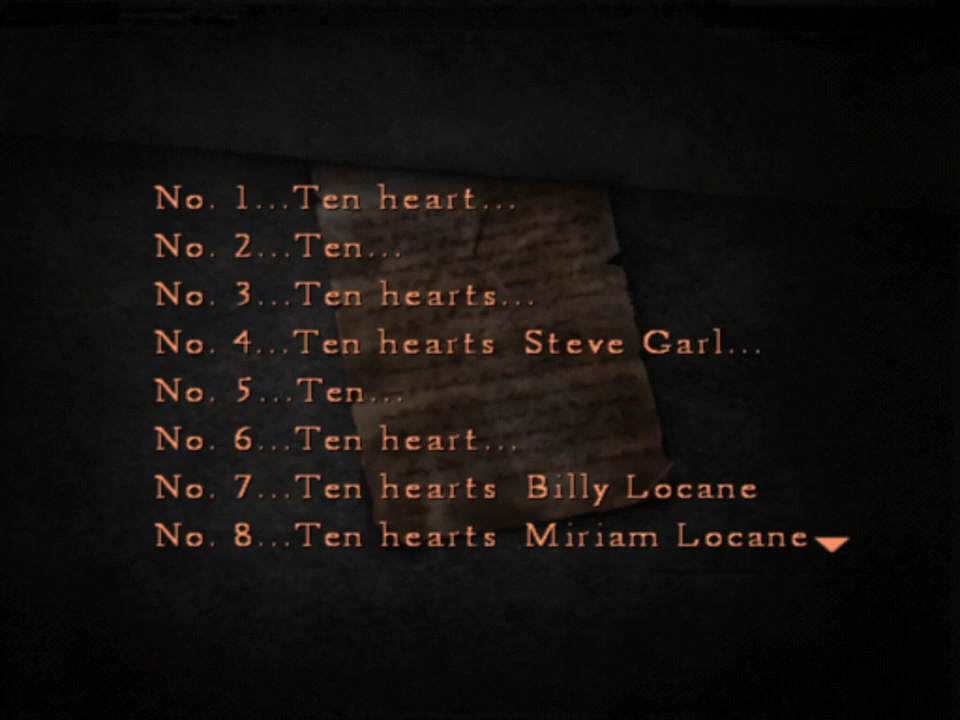 No. 1...Ten heart...
No. 2...Ten...
No. 3...Ten hearts...
No. 4...Ten hearts Steve Garl...
No. 5...Ten...
No. 6...Ten heart...
No. 7...Ten hearts Billy Locane
No. 8...Ten hearts Miriam Locane